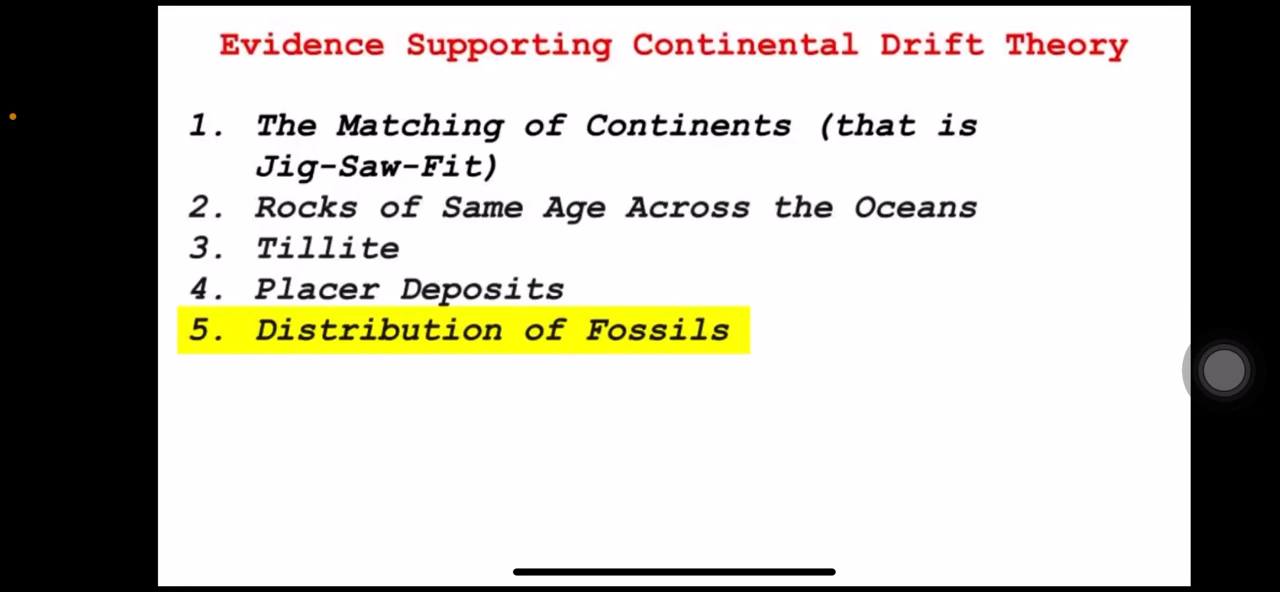 Evidence Supporting Continental Drift Theory
1. The Matching of Continents (that is
Jig-Saw-Fit)
2. Rocks of Same Age Across the Oceans
3. Tillite
4. Placer Deposits
5. Distribution of Fossils